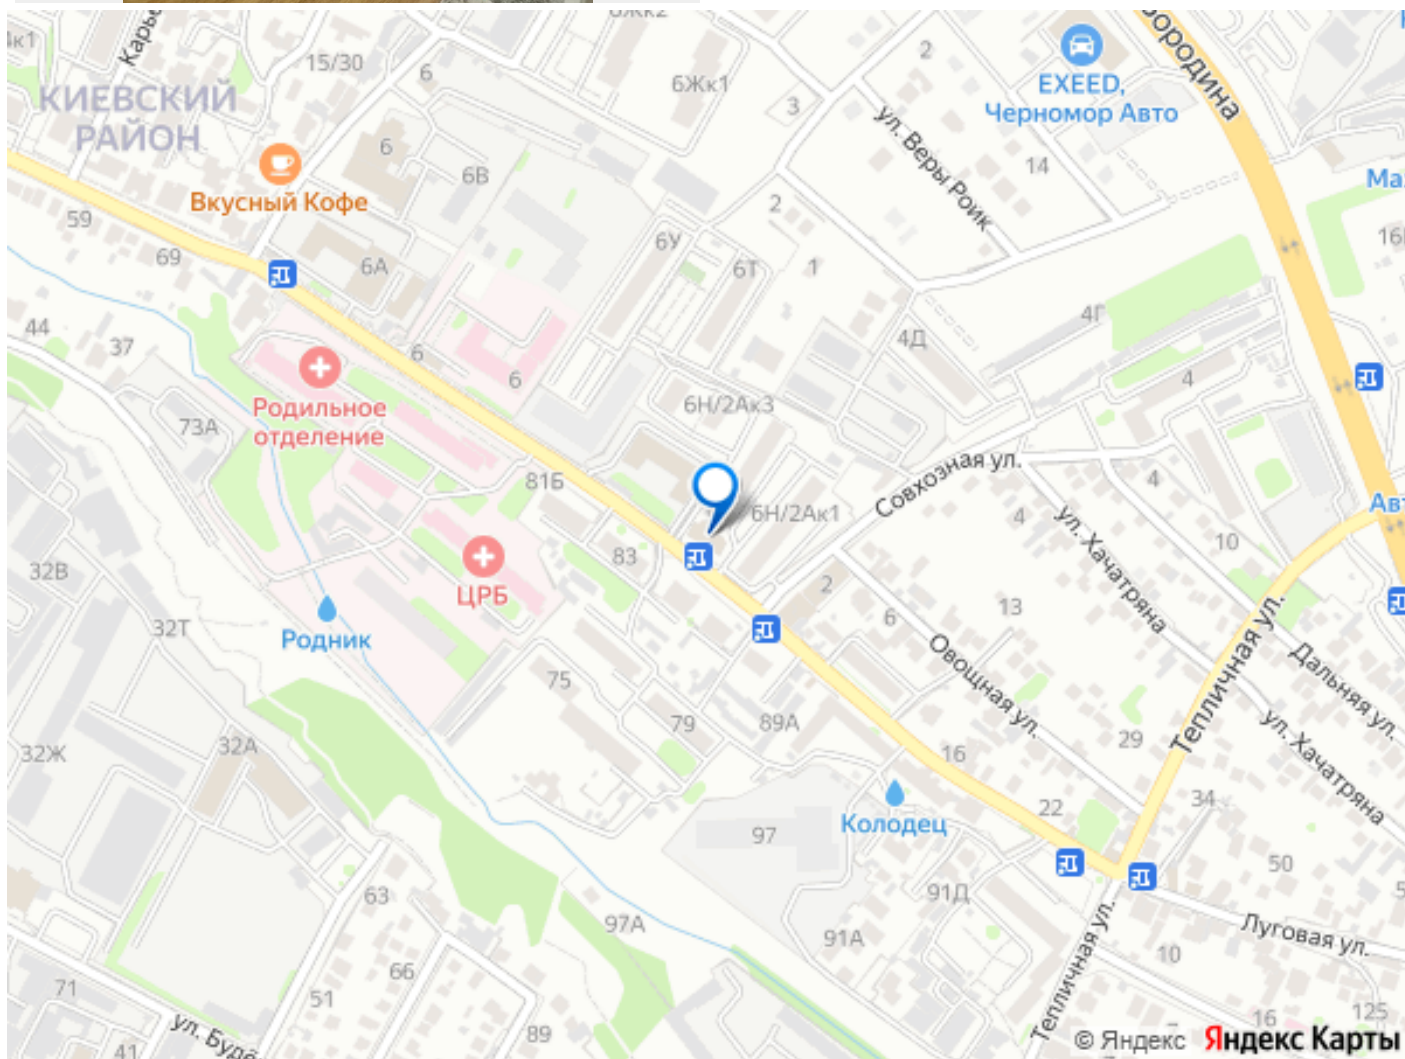 6Жк2
15/30
6
2
6Жк1
3
EXEED,
Черномор Авто
КИЕВСКИЙ
РАЙОН
6
6В
ул. Веры Роик
14
Вкусный Кофе
59
2
69
6А
6У
6Т
1
16
44
37
6
4Г
4Д
4
6
Родильное
отделение
6Н/2Ак3
73А
81Б
Совхозная ул.
4
6Н/2Ак1
4
ул. Хачатряна
10
83
32В
ЦРБ
2
13
6
Родник
32Т
Овощная ул.
Тепличная ул.
Дальняя ул.
75
79
89А
29
ул. Хачатряна
32Ж
32А
16
34
22
Колодец
97
50
63
91Д
97А
91А
Луговая ул.
66
10
71
51
89
Тепличная ул.
16
125
41
© Яндекс Яндекс Карты